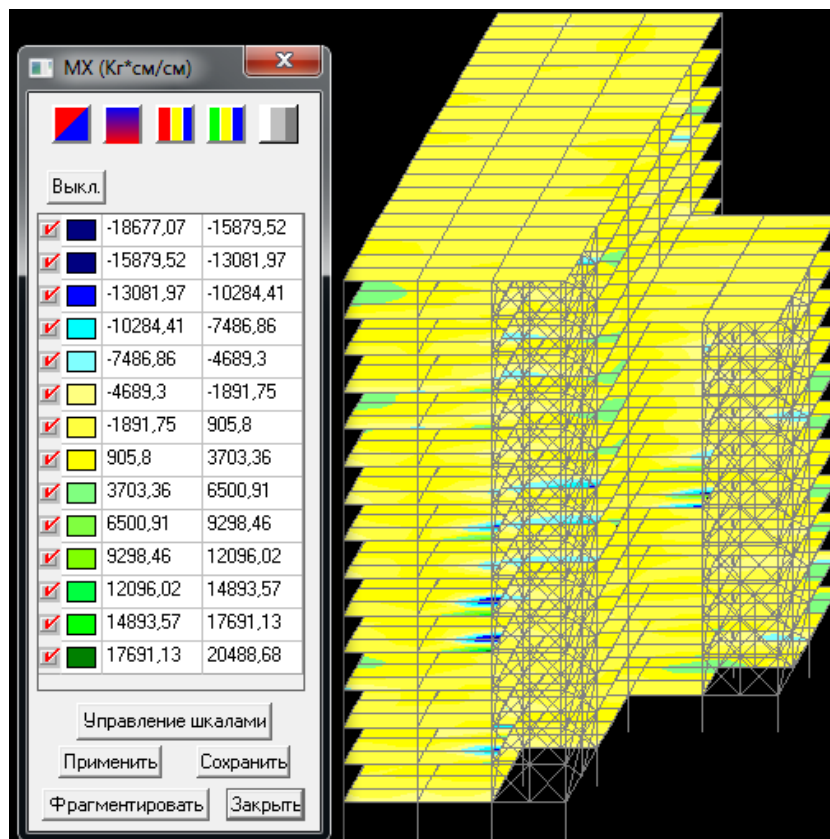 MX (Кг*см/см)
Выкл.
-18677,07 -15879,52
-15879,52 -13081,97
-13081,97 -10284,41
-10284,41 -7486,86
-7486,86 -4689,3
-4689,3 -1891,75
-1891,75 905,8
905,8 3703,36
3703,36 6500,91
6500,91 9298,46
9298,46 12096,02
12096,02 14893,57
14893,57 17691,13
17691,13 20488,68
Управление шкалами
Применить Сохранить
Фрагментировать Закрыть